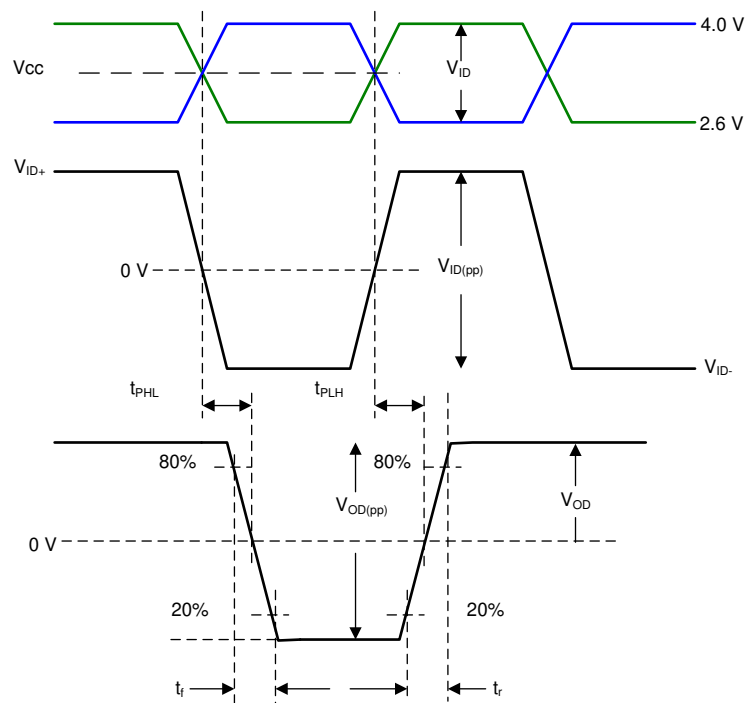 4.0 V
Vcc
VID
2.6 V
VID+
0 V
VID(pp)
VID-
tPHL
tPLH
80%
80%
VOD(pp)
VOD
0 V
20%
20%
tf
tr